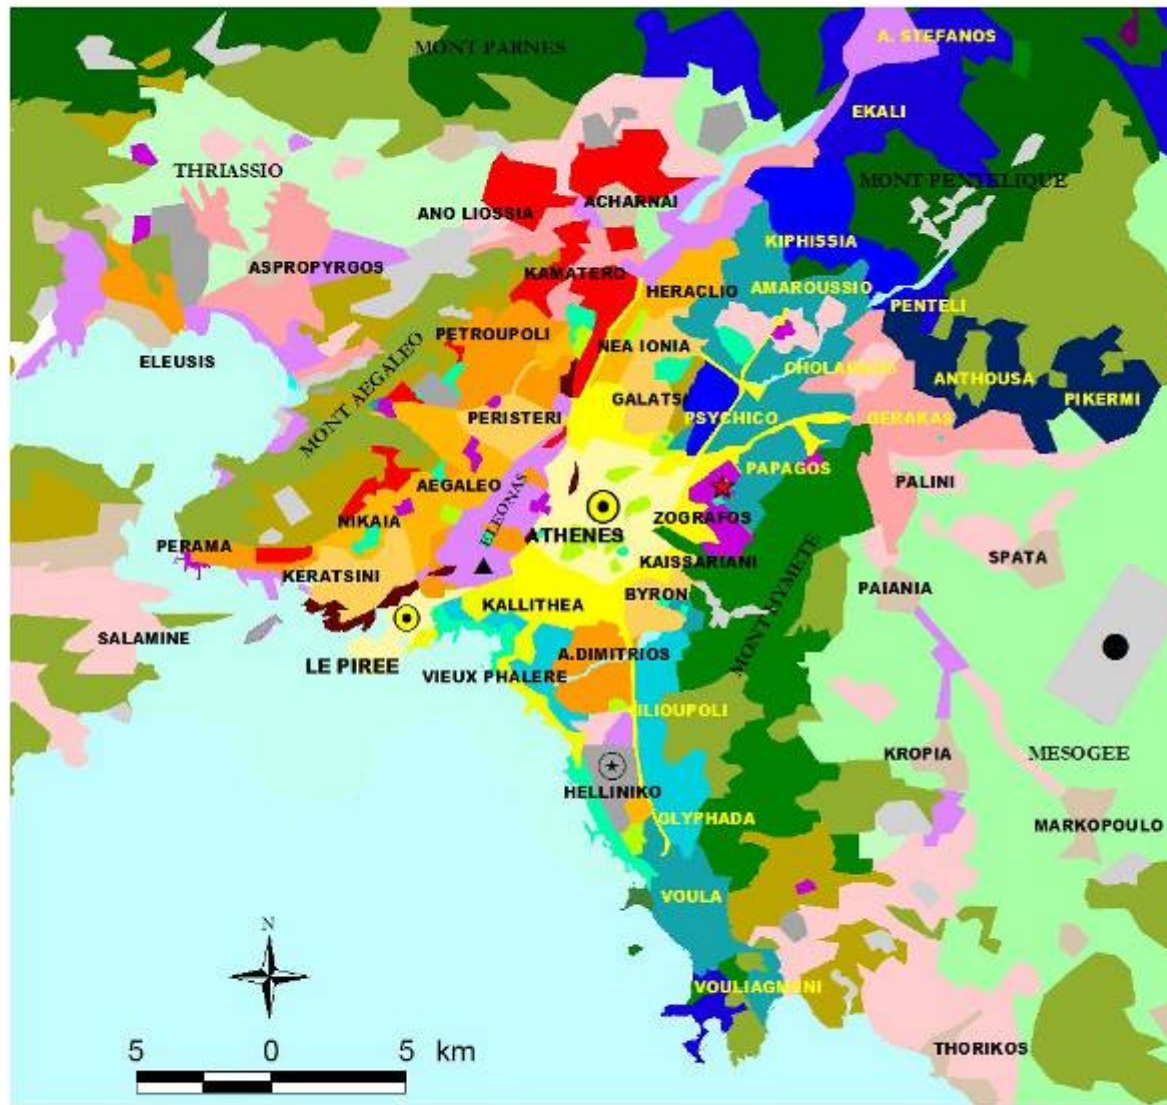 A. STEFANOS
MONT PARNES
EKALI
THRIASSIO
MONT PENTELIQUE
ACHARNAI
ANO LIOSSIA
KIPHISSIA
ASPROPYRGOS
KAMATERO
HERACLIO
AMAROUSSIO
PENTELI
PETROUPOLI
NEA IONIA
ELEUSIS
CHOLARGOS
ANTHOUSA
MONT AEGALEO
GALATSI
PIKERMI
PERISTERI
PSYCHICO
GERAKAS
PAPAGOS
AEGALEO
PALINI
ELEONAS
NIKAIA
ZOGRAFOS
ATHENES
PERAMA
SPATA
KAISSARIANI
KERATSINI
PAIANIA
BYRON
KALLITHEA
MONT HYMETE
SALAMINE
A.DIMITRIOS
LE PIREE
VIEUX PHALERE
ILIOUPOLI
KROPIA
MESOGEE
HELLINIKO
GLYPHADA
MARKOPOULO
VOULA
N
VOULIAGMENI
THORIKOS
5 0 5 km